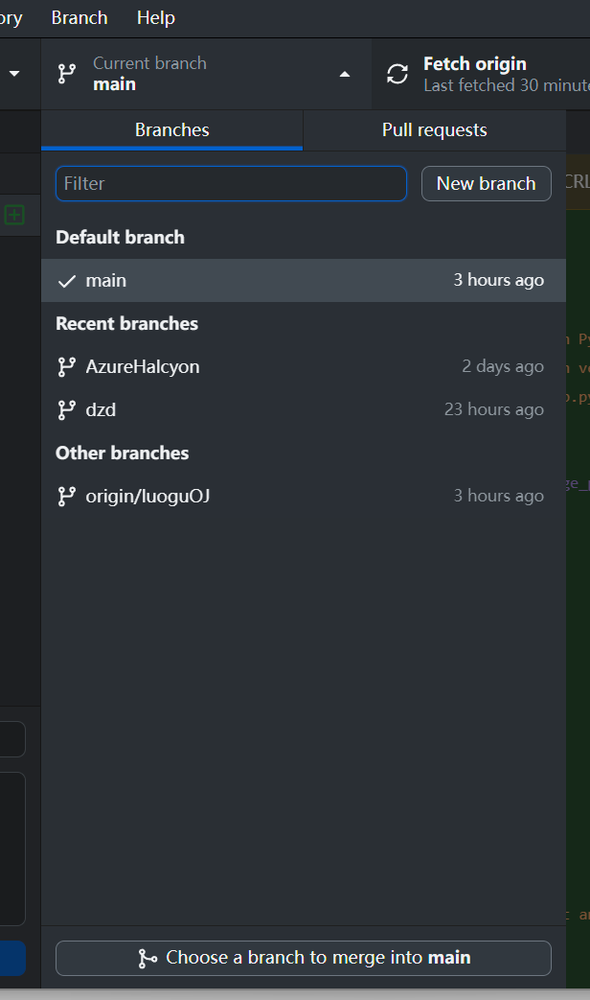 Branch Help
Current branch
main
Fetch origin
Last fetched 30
Branches
Pull requests
Filter
New branch
Default branch
main 3 hours ago
Recent branches
AzureHalcyon 2 days ago
dzd 23 hours ago
Other branches
origin/luoguOJ 3 hours ago
Choose a branch to merge into main